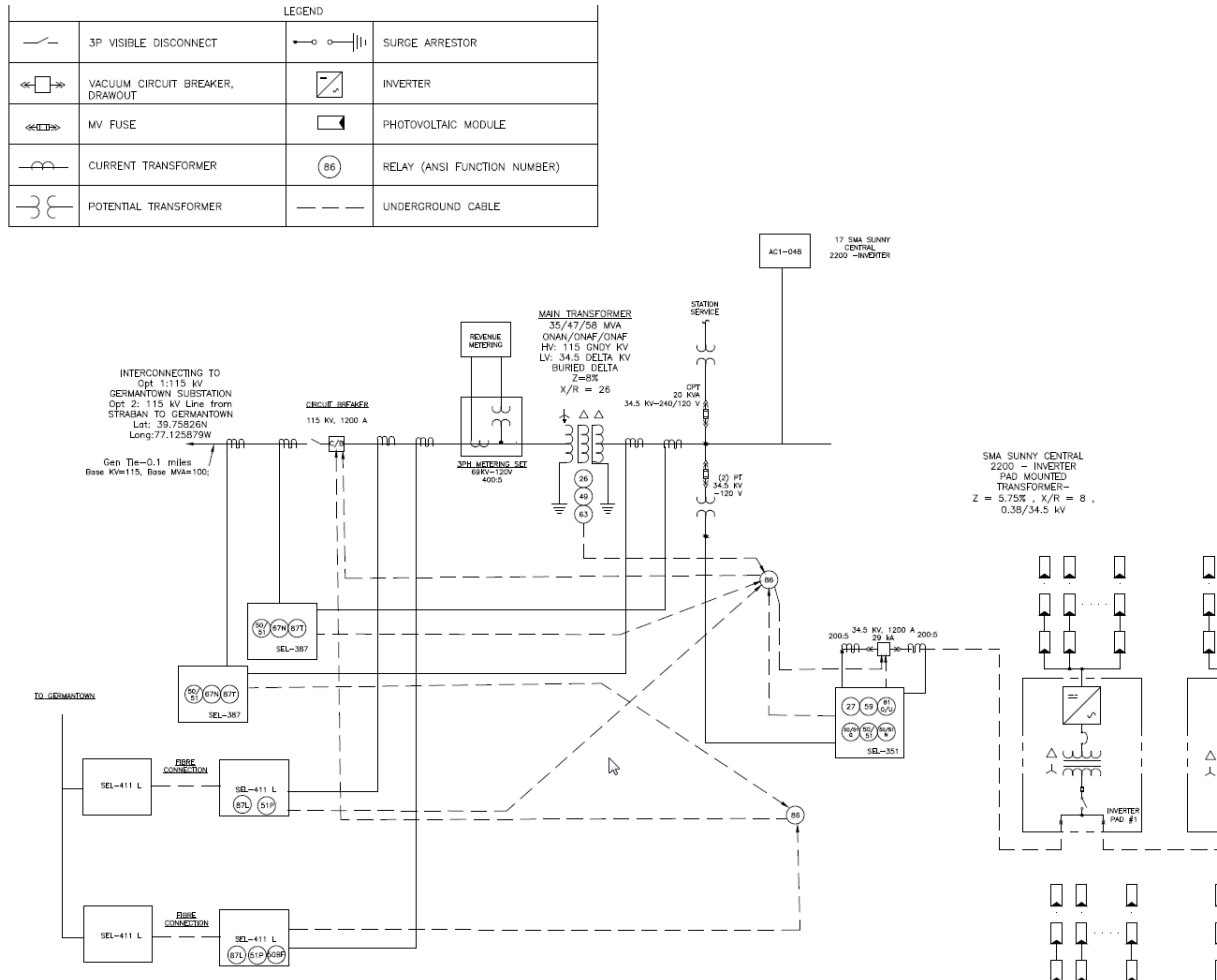 LEGEND
3P VISIBLE DISCONNECT
SURGE ARRESTOR
VACUUM CIRCUIT BREAKER,
DRAWOUT
INVERTER
MV FUSE
PHOTOVOLTAIC MODULE
CURRENT TRANSFORMER
86
RELAY (ANSI FUNCTION NUMBER)
POTENTIAL TRANSFORMER
UNDERGROUND CABLE
AC1-048
17 SMA SUNNY
CENTRAL
2200 -INVERTER
STATION
SERVICE
MAIN TRANSFORMER
35/47/58 MVA
ONAN/ONAF/ONAF
HV: 115 GNDY KV
LV: 34.5 DELTA KV
BURIED DELTA
Z=8%
X/R = 26
REVENUE
METERING
INTERCONNECTING TO
Opt 1:115 kV
GERMANTOWN SUBSTATION
Opt 2: 115 kV Line from
STRABAN TO GERMANTOWN
Lat: 39.75826N
Long:77.125879W
CIRCUIT BREAKER
115 KV, 1200 A
C/B
CPT
20 KVA
34.5 KV-240/120 V
Gen Tie-0.1 miles
Base KV=115, Base MVA=100;
3PH METERING SET
69KV-120V
400:5
26
49
63
(2) PT
34.5 KV
-120 V
SMA SUNNY CENTRAL
2200 - INVERTER
PAD MOUNTED
TRANSFORMER-
Z = 5.75% , X/R = 8 ,
0.38/34.5 kV
86
50/
51
67N
87T
SEL-387
34.5 KV, 1200 A
29 kA
200:5
200:5
50/
51
67N
87T
SEL-387
27
59
81
O/U
50/
51
SEL-351
TO GERMANTOWN
FIBRE
CONNECTION
SEL-411 L
SEL-411 L
87L
51P
86
INVERTER
PAD #1
FIBRE
CONNECTION
SEL-411 L
SEL-411 L
87L
51P
50BF